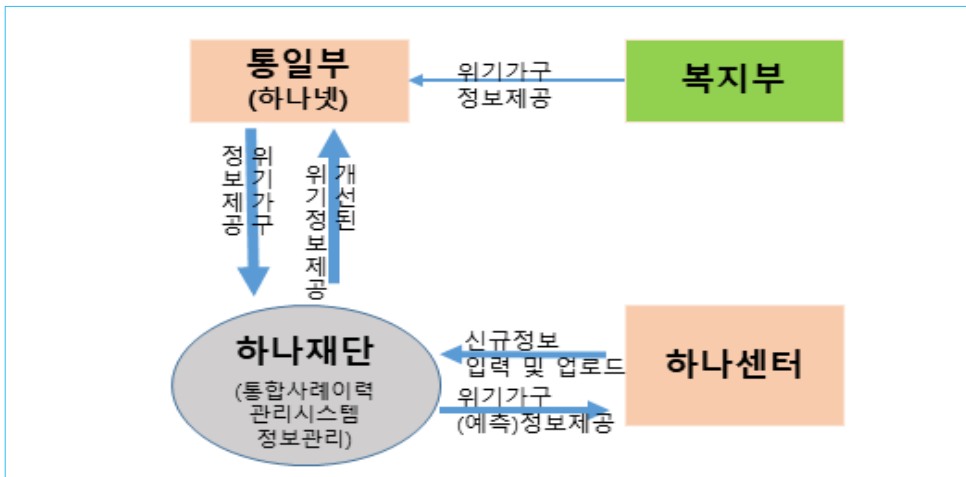 통일부
(하나넷)
위기가구
정보제공
복지부
위기가구
정보제공
개선된
위기정보제공
하나재단
(통합사례이력
관리시스템
정보관리)
신규정보
입력 및 업로드
위기가구
(예측)정보제공
하나센터